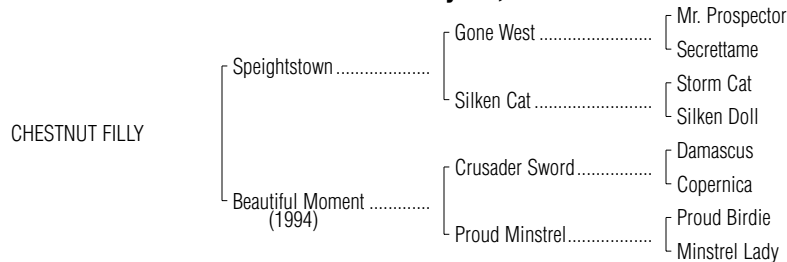 Mr. Prospector
Gone West ........................
Secrettame
Speightstown ....................
Storm Cat
Silken Cat .........................
Silken Doll
CHESTNUT FILLY
Damascus
Crusader Sword................
Copernica
Beautiful Moment .............
(1994)
Proud Birdie
Proud Minstrel..................
Minstrel Lady